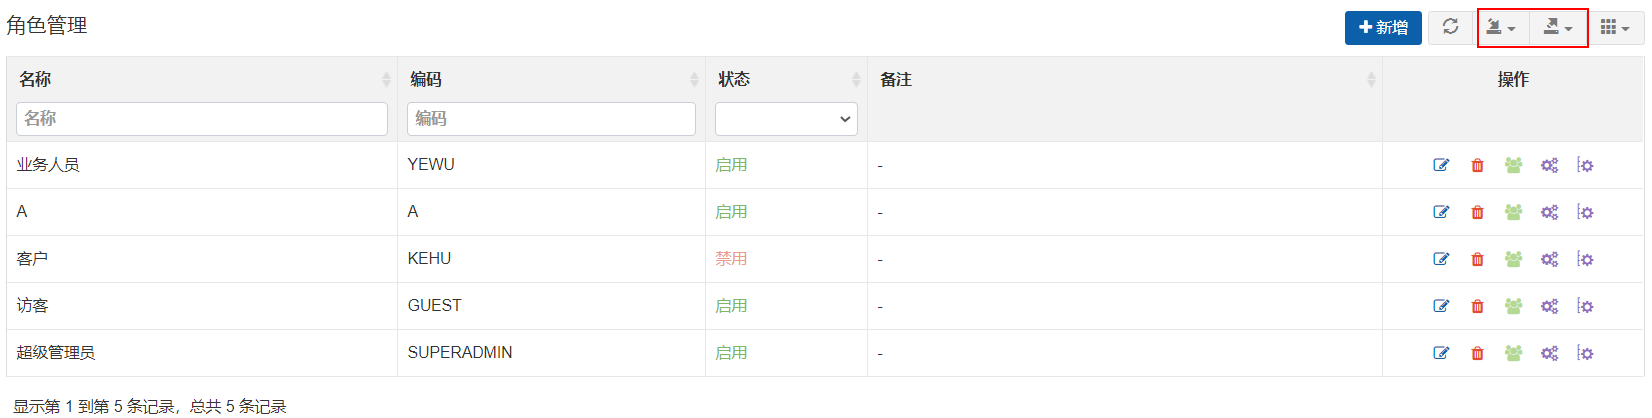 角色管理
新增
名称 编码 状态 备注 操作
名称 编码
业务人员 YEWU 启用 -
A A 启用 -
客户 KEHU 禁用 -
访客 GUEST 启用 -
超级管理员 SUPERADMIN 启用 -
显示第 1 到第 5 条记录，总共 5 条记录